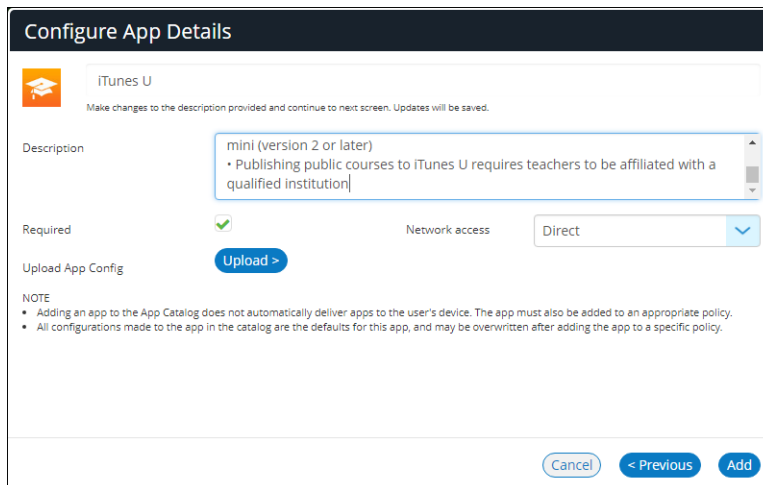 Configure App Details
iTunes U
Make changes to the description provided and continue to next screen. Updates will be saved.
Description
mini (version 2 or later)
• Publishing public courses to iTunes U requires teachers to be affiliated with a
qualified institution
Required
Network access
Direct
Upload App Config
Upload >
NOTE
• Adding an app to the App Catalog does not automatically deliver apps to the user's device. The app must also be added to an appropriate policy.
• All configurations made to the app in the catalog are the defaults for this app, and may be overwritten after adding the app to a specific policy.
Cancel
< Previous
Add